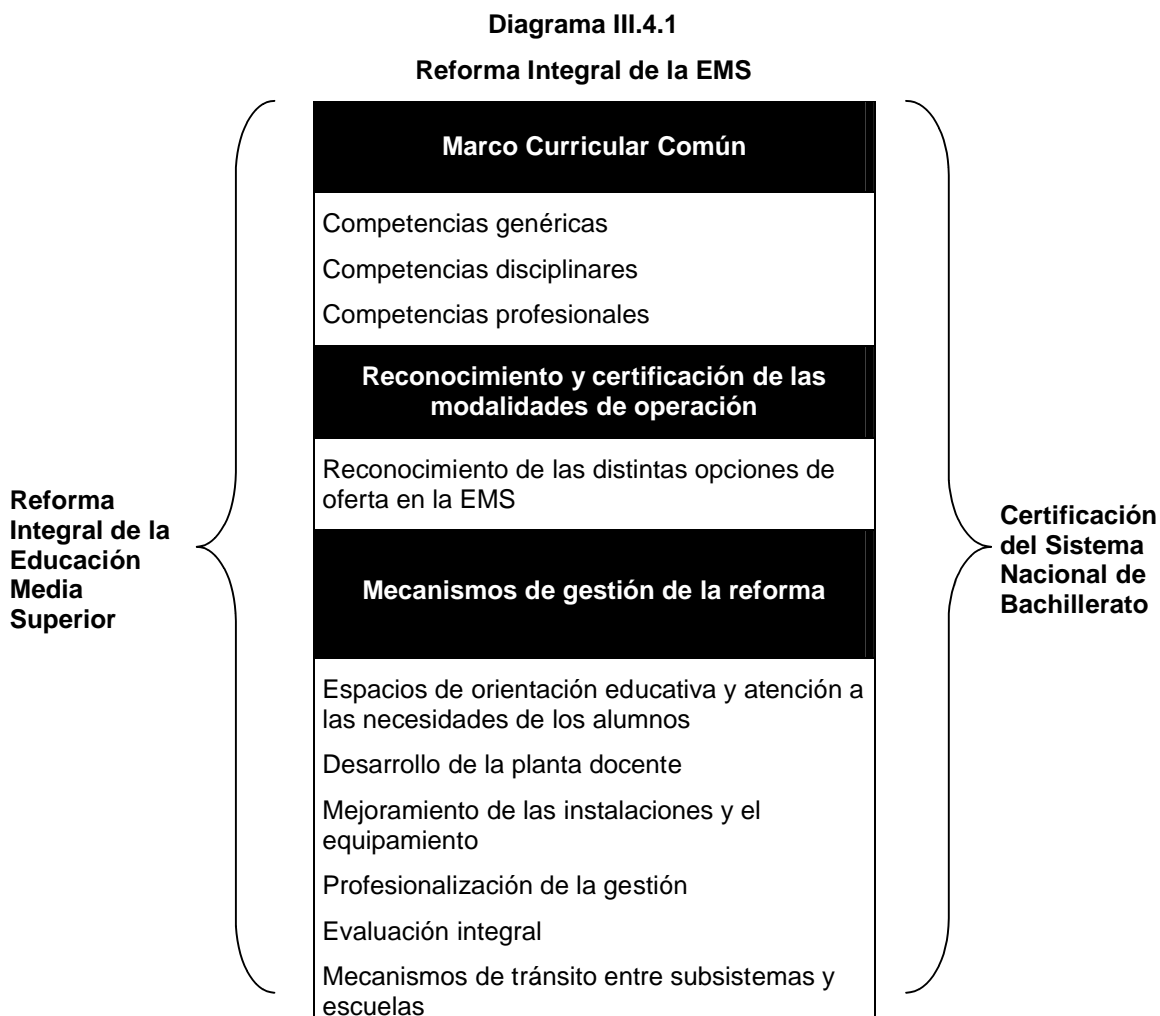 Diagrama III.4.1
Reforma Integral de la EMS
Marco Curricular Común
Competencias genéricas
Competencias disciplinares
Competencias profesionales
Reconocimiento y certificación de las
modalidades de operación
Reconocimiento de las distintas opciones de
oferta en la EMS
Mecanismos de gestión de la reforma
Espacios de orientación educativa y atención a
las necesidades de los alumnos
Desarrollo de la planta docente
Mejoramiento de las instalaciones y el
equipamiento
Profesionalización de la gestión
Evaluación integral
Mecanismos de tránsito entre subsistemas y
escuelas
Reforma
Integral de la
Educación
Media
Superior
Certificación
del Sistema
Nacional de
Bachillerato